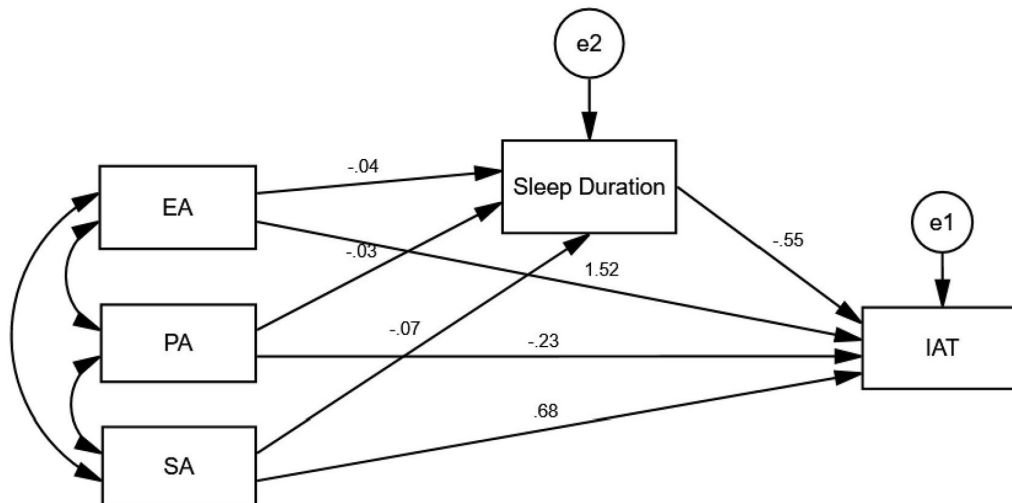 e2
-.04
Sleep Duration
EA
e1
-.03
1.52
-.55
PA
-.07
-.23
IAT
.68
SA